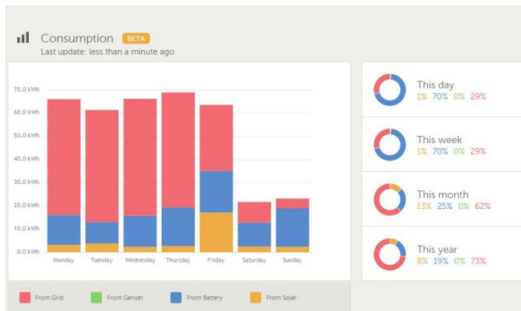 Consumption BETA
Last update: less than a minute ago
70.0 kWh
60.0 kWh
50.0 kWh
40.0 kWh
30.0 kWh
20.0 kWh
10.0 kWh
0.0 kWh
Monday Tuesday Wednesday Thursday Friday Saturday Sunday
From Grid From Genset From Battery From Solar
This day
1% 70% 0% 29%
This week
1% 70% 0% 29%
This month
13% 25% 0% 62%
This year
8% 19% 0% 73%